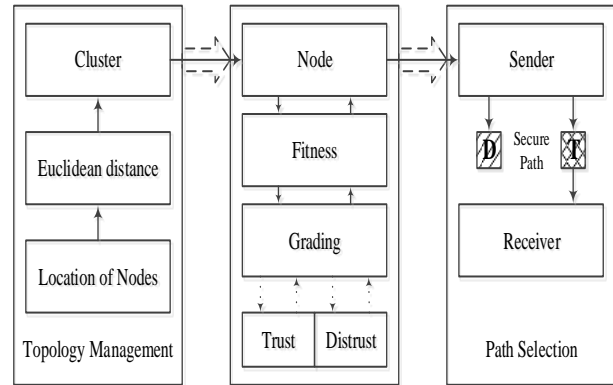 Cluster
Euclidean distance
Location of Nodes
Topology Management
Node
Fitness
Grading
Trust
Distrust
Sender
D
Secure
Path
T
Receiver
Path Selection